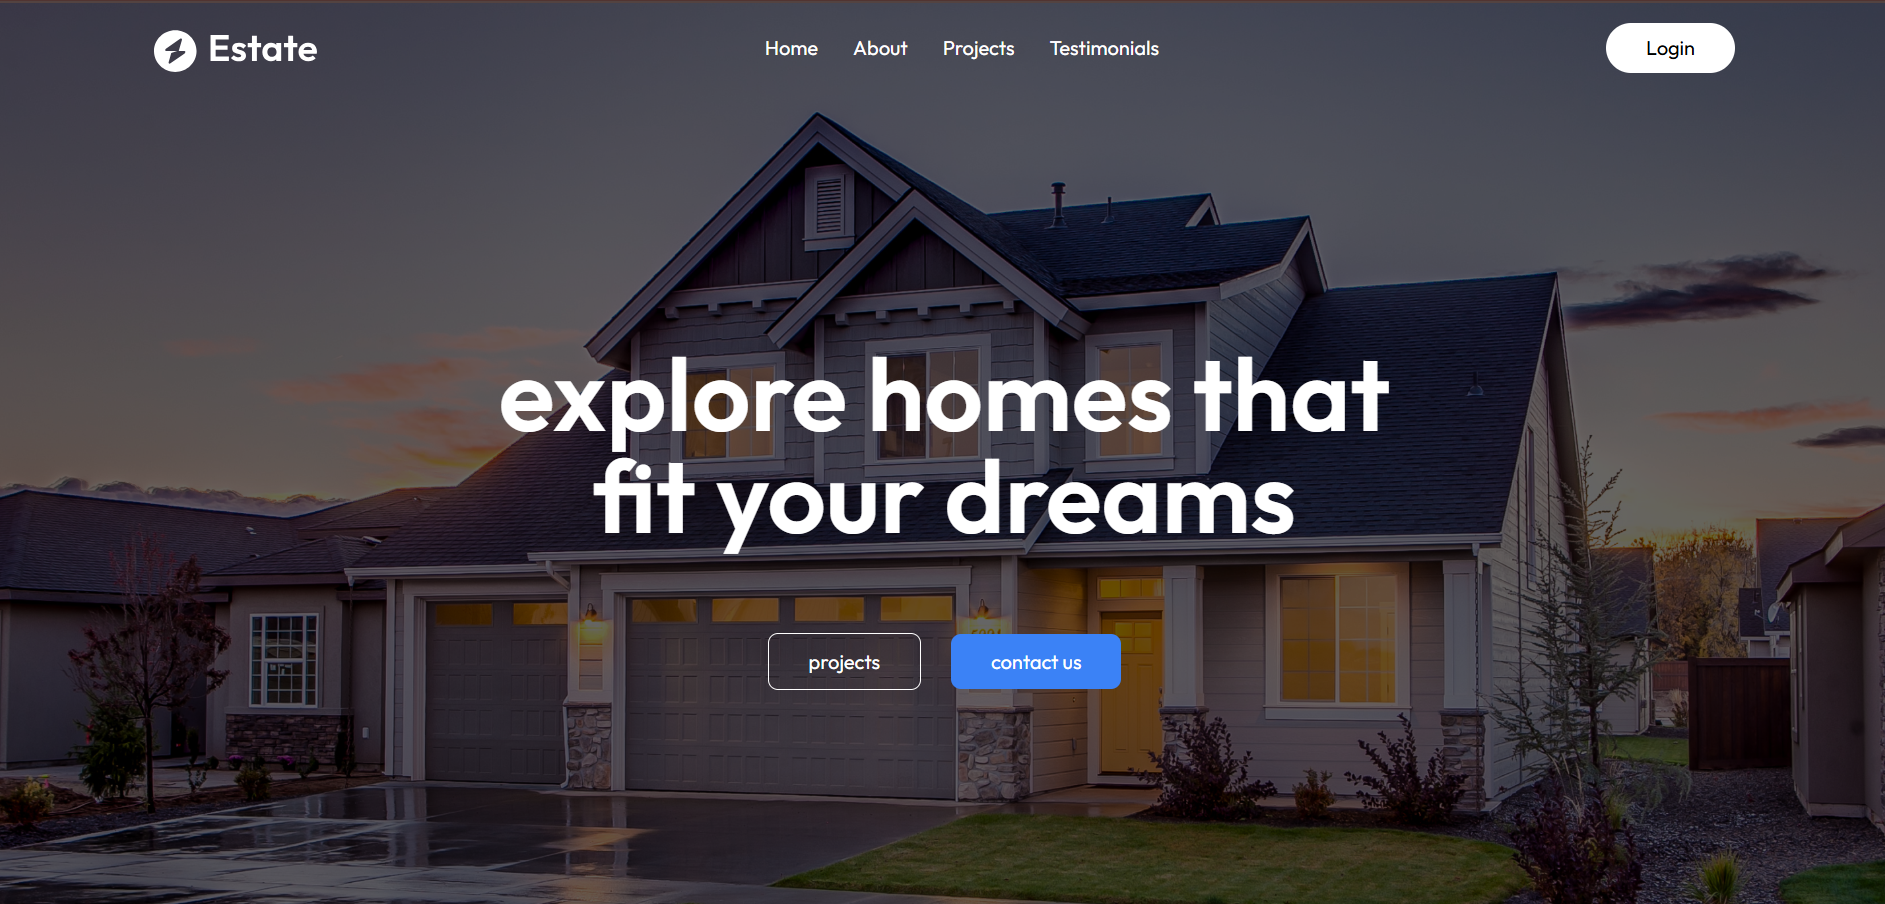 Estate
Home About Projects Testimonials
Login
explore homes that
fit your dreams
projects
contact us